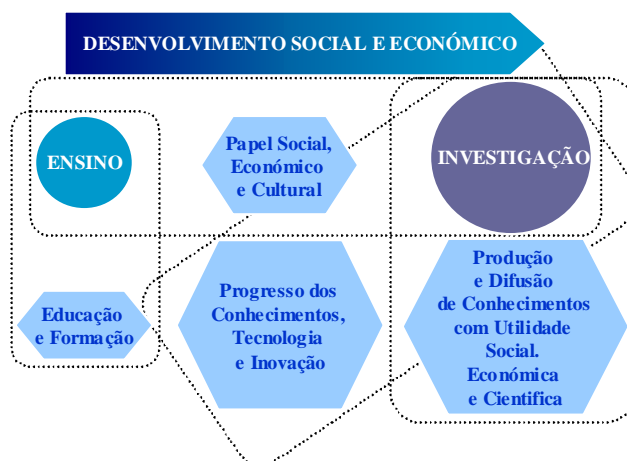 DESENVOLVIMENTO SOCIAL E ECONÓMICO
ENSINO
Papel Social,
Económico
e Cultural
INVESTIGAÇÃO
Educação
e Formação
Progresso dos
Conhecimentos,
Tecnologia
e Inovação
Produção
e Difusão
de Conhecimentos
com Utilidade
Social.
Económica
e Cientifica